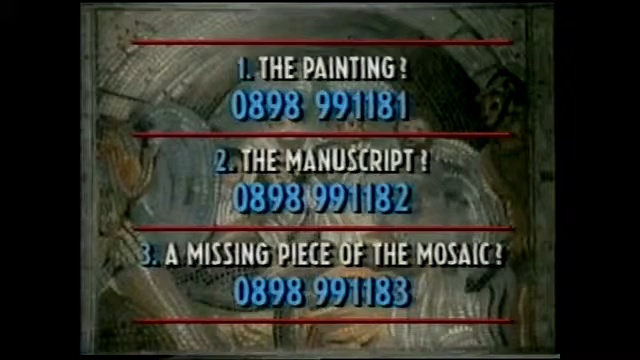 1. THE PAINTING?
0898 991181
2. THE MANUSCRIPT?
0898 991182
3. A MISSING PIECE OF THE MOSAIC?
0898 991183